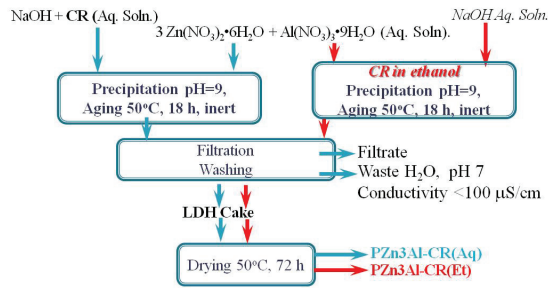 NaOH + CR (Aq. Soln.)
NaOH Aq. Soln.
3 Zn(NO3)2•6H2O + Al(NO3)3•9H2O (Aq. Soln).
Precipitation pH=9,
Aging 50°C, 18 h, inert
CR in ethanol
Precipitation pH=9,
Aging 50°C, 18 h, inert
Filtration
Washing
Filtrate
Waste H2O, pH 7
Conductivity <100 µS/cm
LDH Cake
Drying 50°C, 72 h
PZn3Al-CR(Aq)
PZn3Al-CR(Et)